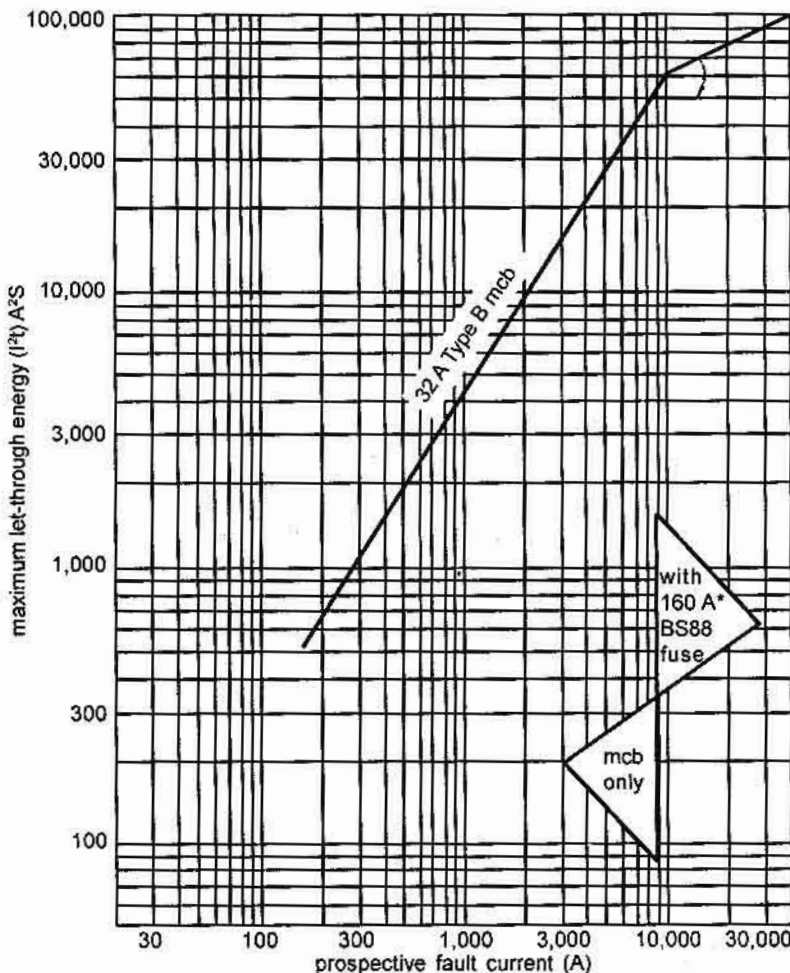 100,000
30,000
10,000
3,000
1,000
300
100
maximum let-through energy (I²t) A²S
32 A Type B mcb
with
160 A*
BS88
fuse
mcb
only
30
100
300
1,000
3,000
10,000
30,000
prospective fault current (A)